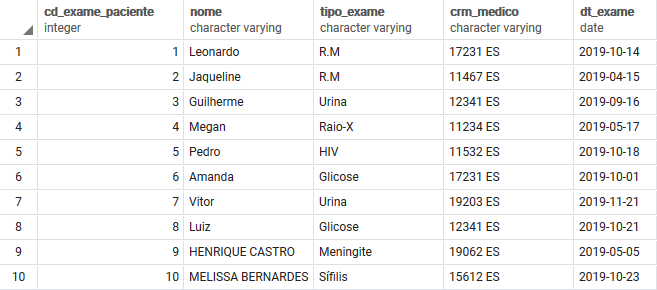 cd_exame_paciente nome tipo_exame crm_medico dt_exame
integer character varying character varying character varying date
1 1 Leonardo R.M 17231 ES 2019-10-14
2 2 Jaqueline R.M 11467 ES 2019-04-15
3 3 Guilherme Urina 12341 ES 2019-09-16
4 4 Megan Raio-X 11234 ES 2019-05-17
5 5 Pedro HIV 11532 ES 2019-10-18
6 6 Amanda Glicose 17231 ES 2019-10-01
7 7 Vitor Urina 19203 ES 2019-11-21
8 8 Luiz Glicose 12341 ES 2019-10-21
9 9 HENRIQUE CASTRO Meningite 19062 ES 2019-05-05
10 10 MELISSA BERNARDES Sífilis 15612 ES 2019-10-23